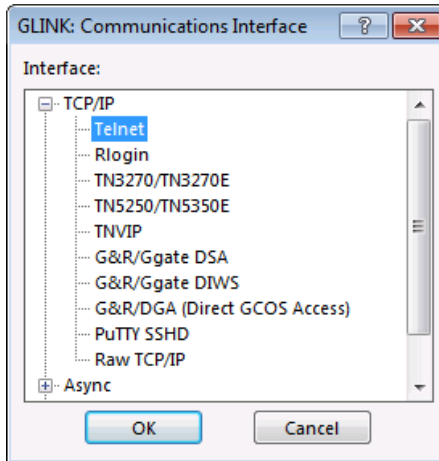 GLINK: Communications Interface
Interface:
TCP/IP
Telnet
Rlogin
TN3270/TN3270E
TN5250/TN5350E
TNVIP
G&R/Ggate DSA
G&R/Ggate DIWS
G&R/DGA (Direct GCOS Access)
PuTTY SSHD
Raw TCP/IP
Async
OK Cancel